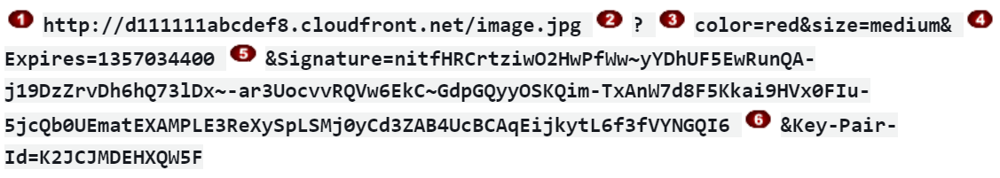 1 http://d111111abcdef8.cloudfront.net/image.jpg 2 ? 3 color=red&size=medium& 4
Expires=1357034400 5 &Signature=nitfHRCrtziwO2HwPfWw~yYDhUF5EwRunQA-
j19DzZrvDh6hQ73lDx~-ar3UocvvRQVw6EkC~GdpGQyyOSKQim-TxAnW7d8F5Kkai9HVx0FIu-
5jcQb0UEmatEXAMPLE3ReXySpLSMj0yCd3ZAB4UcBCAqEijkytL6f3fVYNGQI6 6 &Key-Pair-
Id=K2JCJMDEHXQW5F